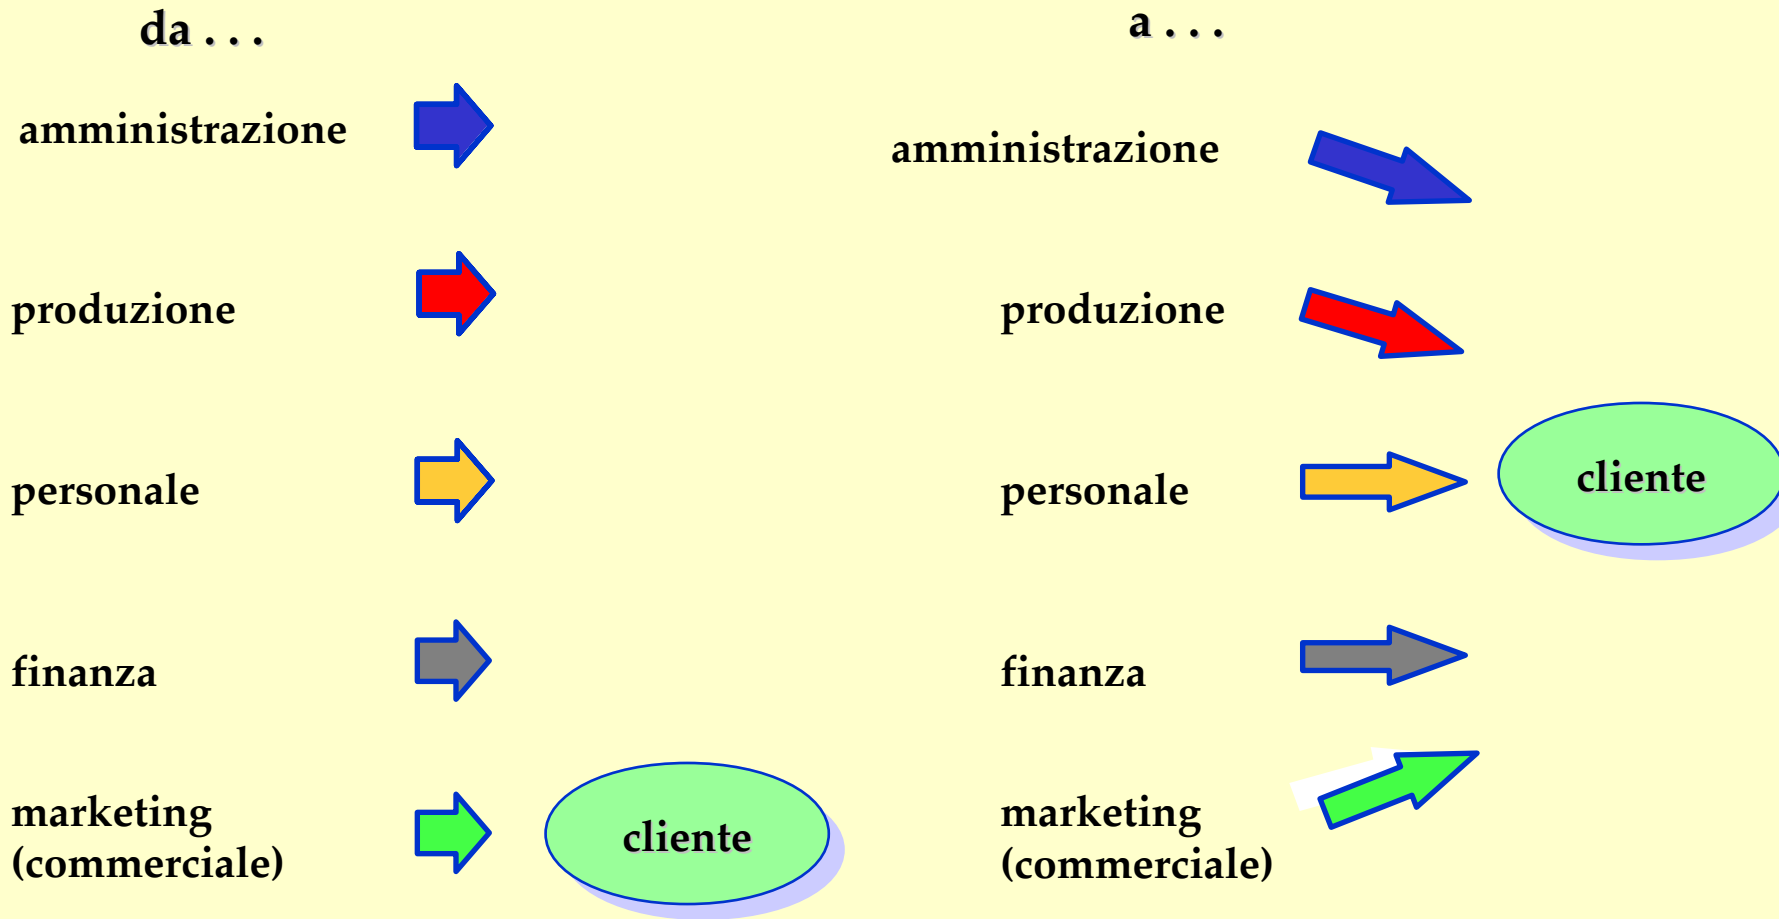 da . . .
amministrazione
produzione
personale
finanza
marketing
(commerciale)
cliente
a . . .
amministrazione
produzione
personale
cliente
finanza
marketing
(commerciale)